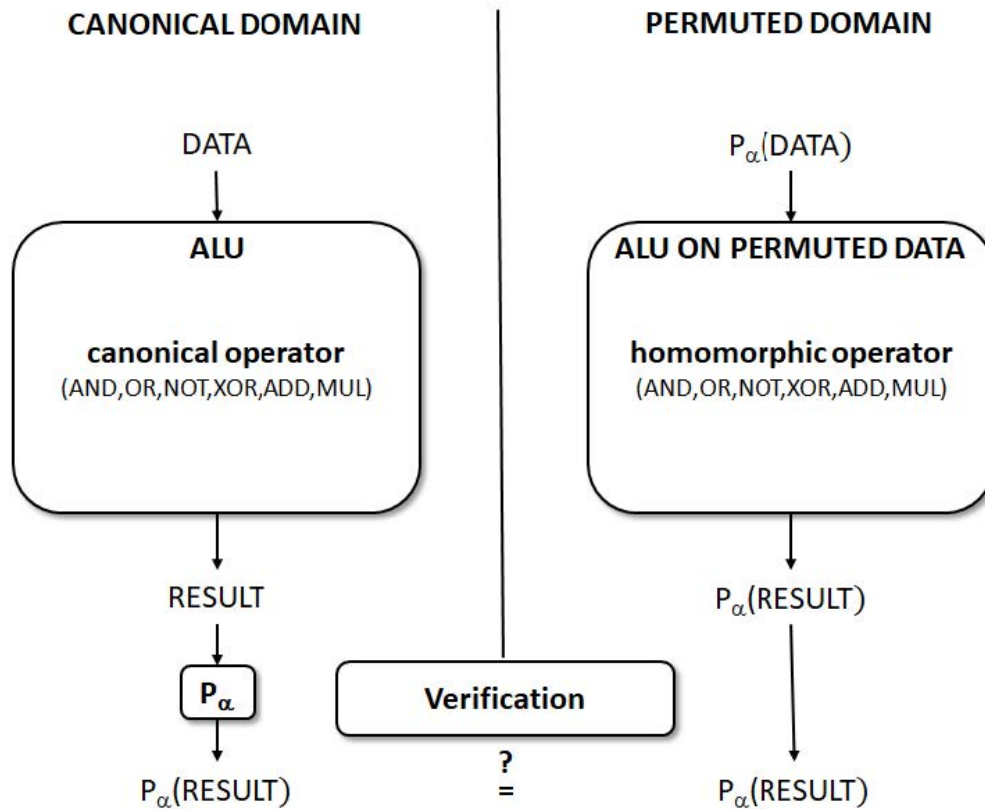 CANONICAL DOMAIN
PERMUTED DOMAIN
DATA
Pα(DATA)
ALU
ALU ON PERMUTED DATA
canonical operator
(AND,OR,NOT,XOR,ADD,MUL)
homomorphic operator
(AND,OR,NOT,XOR,ADD,MUL)
RESULT
Pα(RESULT)
Pα
Verification
?
=
Pα(RESULT)
Pα(RESULT)